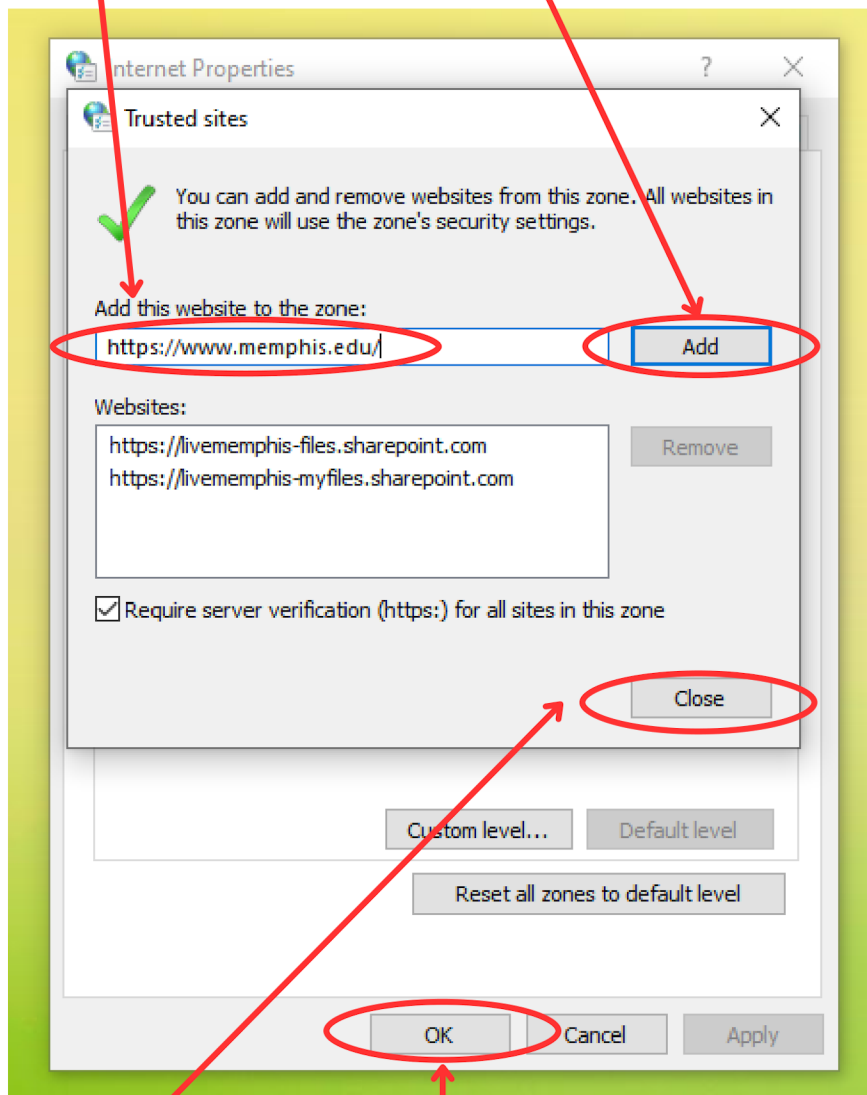 Internet Properties
?
Trusted sites
You can add and remove websites from this zone. All websites in
this zone will use the zone's security settings.
Add this website to the zone:
https://www.memphis.edu/
Add
Websites:
https://livememphis-files.sharepoint.com
Remove
https://livememphis-myfiles.sharepoint.com
Require server verification (https:) for all sites in this zone
Close
Custom level...
Default level
Reset all zones to default level
OK
Cancel
Apply